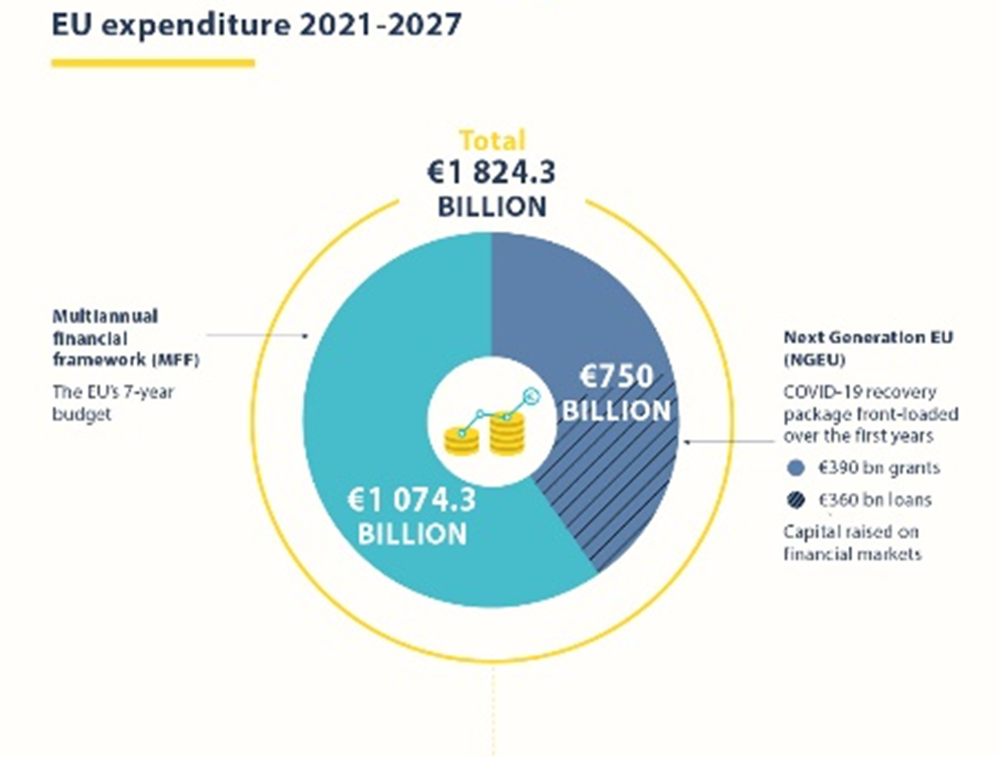 EU expenditure 2021-2027
Total
€1 824.3
BILLION
Multiannual
financial
framework (MFF)
The EU's 7-year
budget
€750
BILLION
€1 074.3
BILLION
Next Generation EU
(NGEU)
COVID-19 recovery
package front-loaded
over the first years
€390 bn grants
€360 bn loans
Capital raised on
financial markets